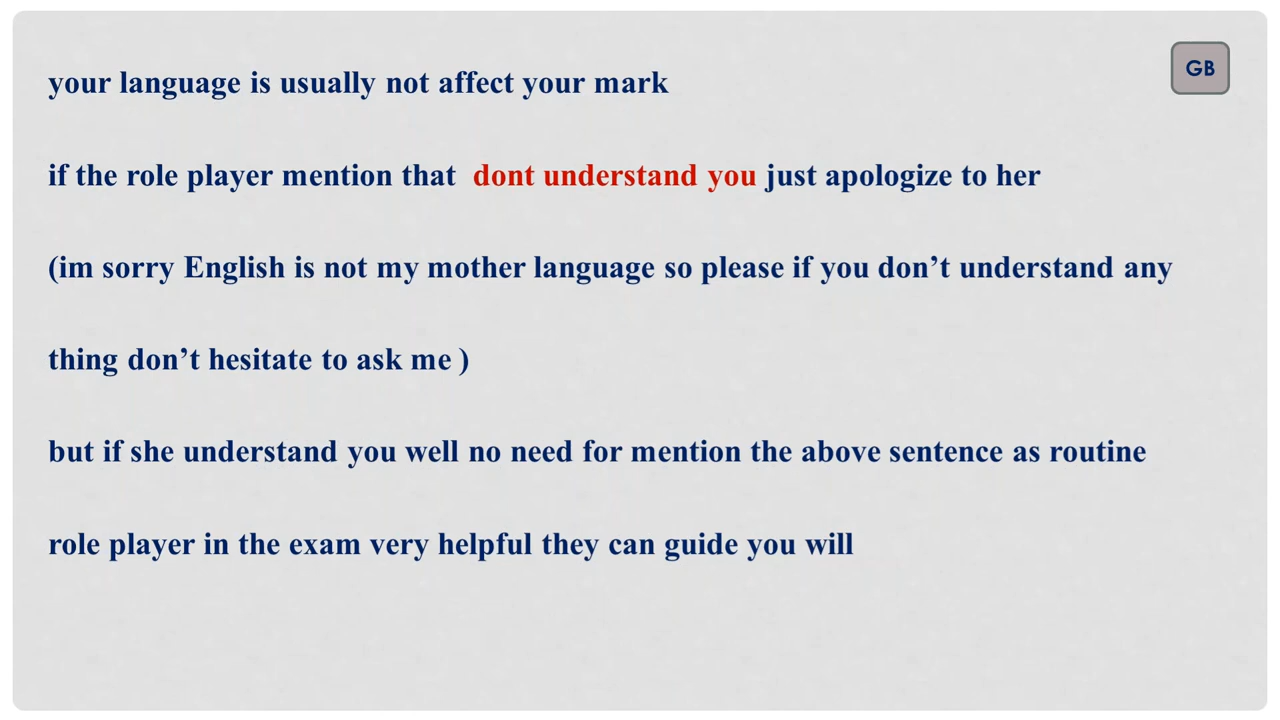 GB
your language is usually not affect your mark
if the role player mention that dont understand you just apologize to her
(im sorry English is not my mother language so please if you don’t understand any
thing don’t hesitate to ask me )
but if she understand you well no need for mention the above sentence as routine
role player in the exam very helpful they can guide you will